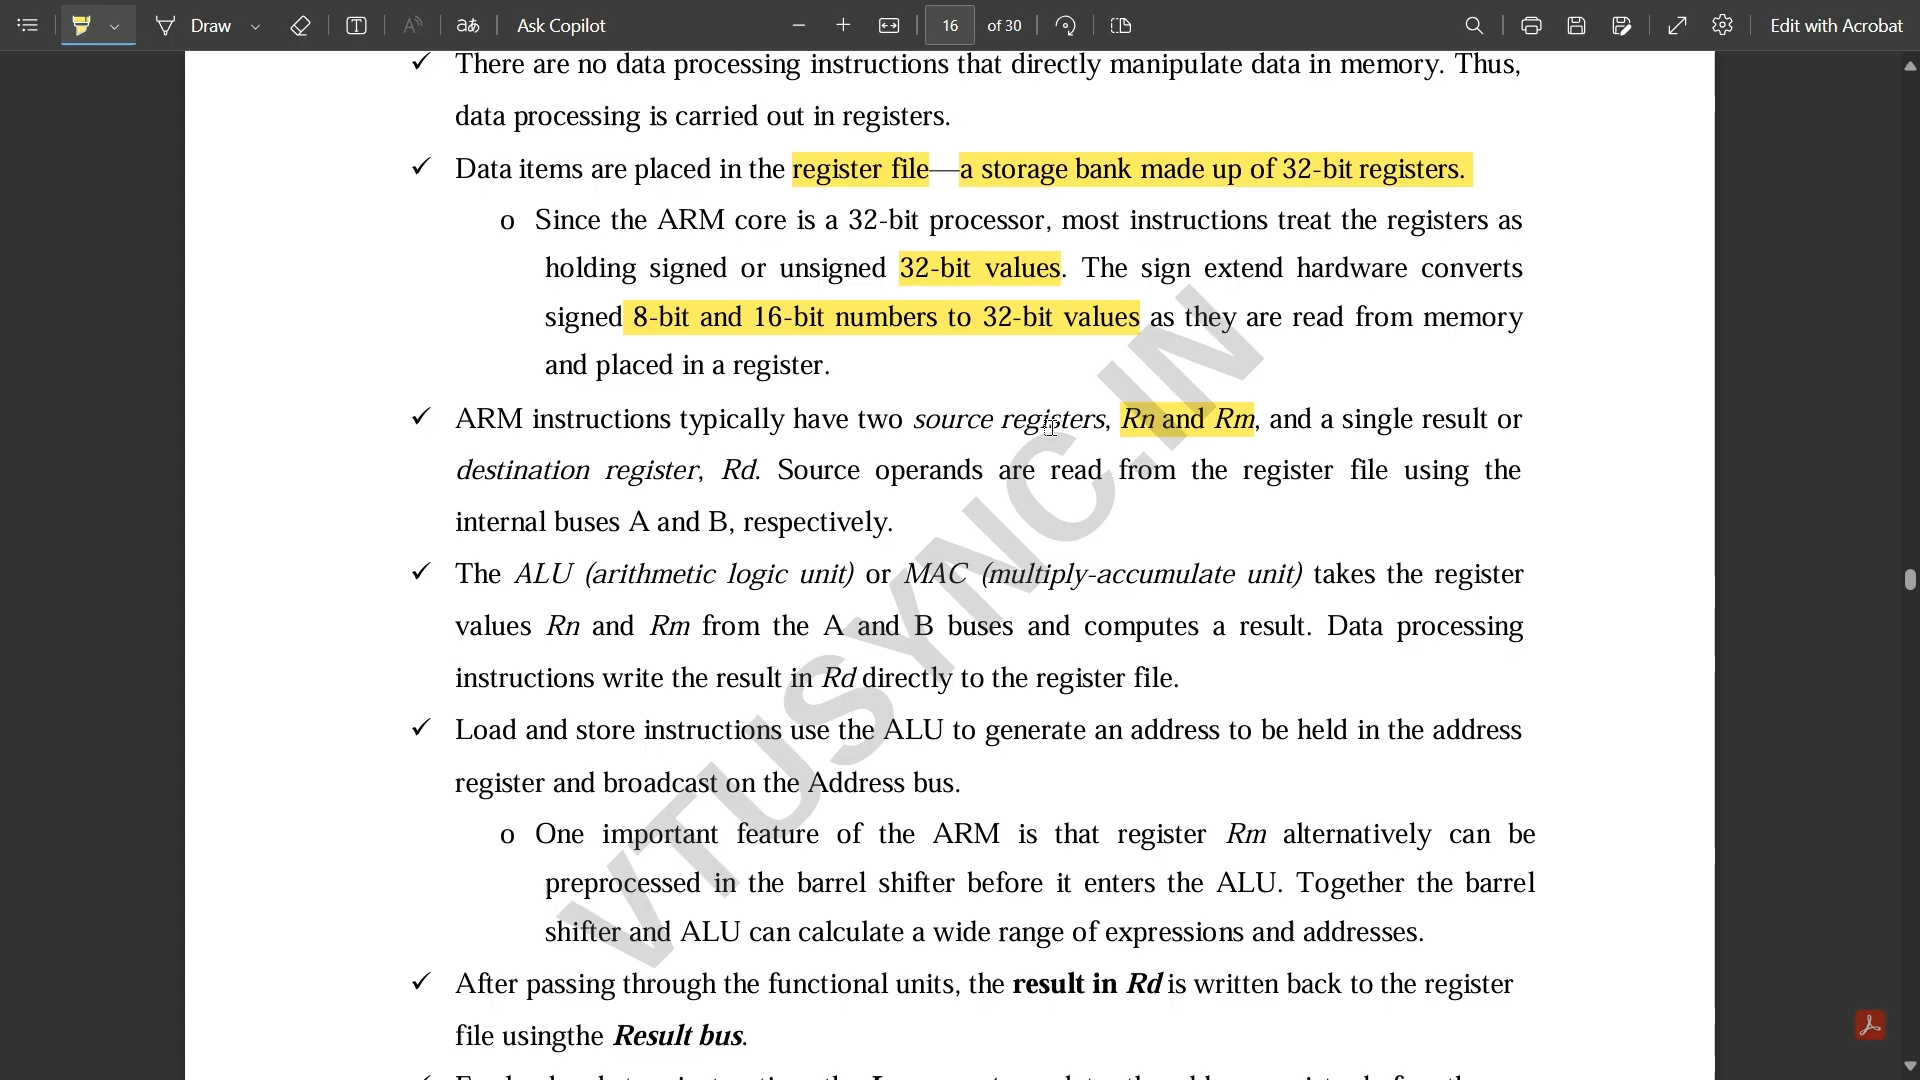 Draw
Ask Copilot
16
of 30
Edit with Acrobat
✓ There are no data processing instructions that directly manipulate data in memory. Thus,
data processing is carried out in registers.
✓ Data items are placed in the register file—a storage bank made up of 32-bit registers.
o Since the ARM core is a 32-bit processor, most instructions treat the registers as
holding signed or unsigned 32-bit values. The sign extend hardware converts
signed 8-bit and 16-bit numbers to 32-bit values as they are read from memory
and placed in a register.
✓ ARM instructions typically have two source registers, Rn and Rm, and a single result or
destination register, Rd. Source operands are read from the register file using the
internal buses A and B, respectively.
✓ The ALU (arithmetic logic unit) or MAC (multiply-accumulate unit) takes the register
values Rn and Rm from the A and B buses and computes a result. Data processing
instructions write the result in Rd directly to the register file.
✓ Load and store instructions use the ALU to generate an address to be held in the address
register and broadcast on the Address bus.
o One important feature of the ARM is that register Rm alternatively can be
preprocessed in the barrel shifter before it enters the ALU. Together the barrel
shifter and ALU can calculate a wide range of expressions and addresses.
✓ After passing through the functional units, the result in Rd is written back to the register
file usingthe Result bus.
VTUSYNC.IN